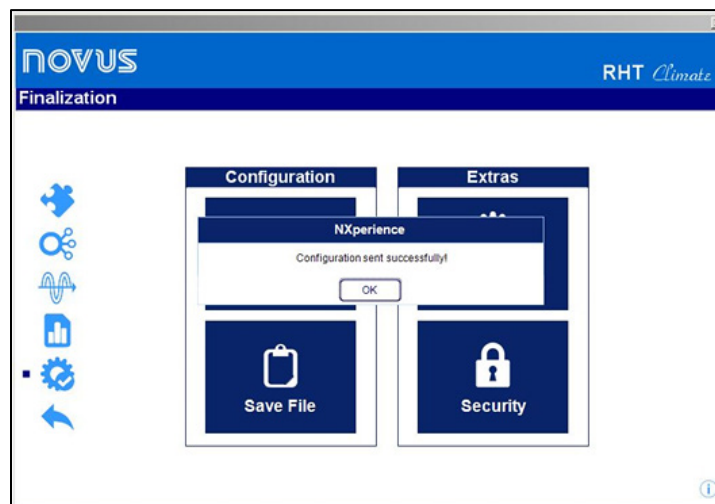 novus
RHT Climate
Finalization
Configuration
Extras
NXperience
Configuration sent successfully!
OK
Save File
Security